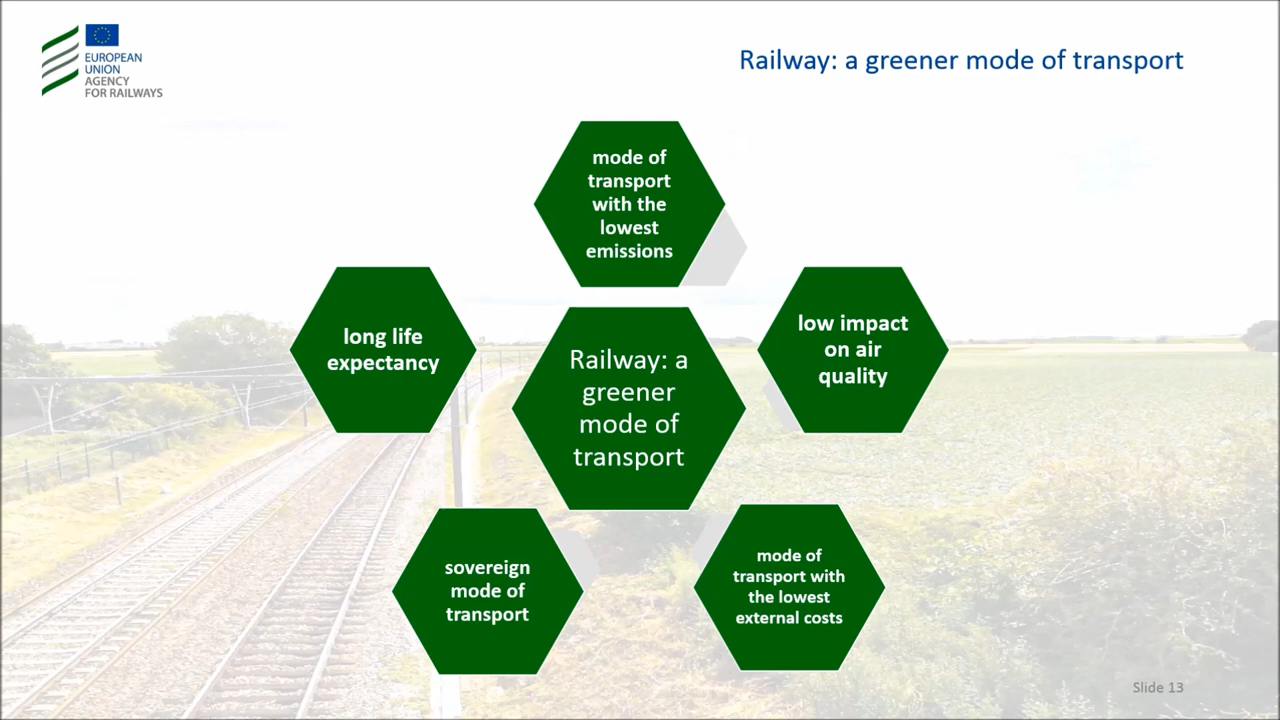 EUROPEAN
UNION
AGENCY
FOR RAILWAYS
Railway: a greener mode of transport
mode of
transport
with the
lowest
emissions
long life
expectancy
low impact
on air
quality
Railway: a
greener
mode of
transport
sovereign
mode of
transport
mode of
transport with
the lowest
external costs
Slide 13